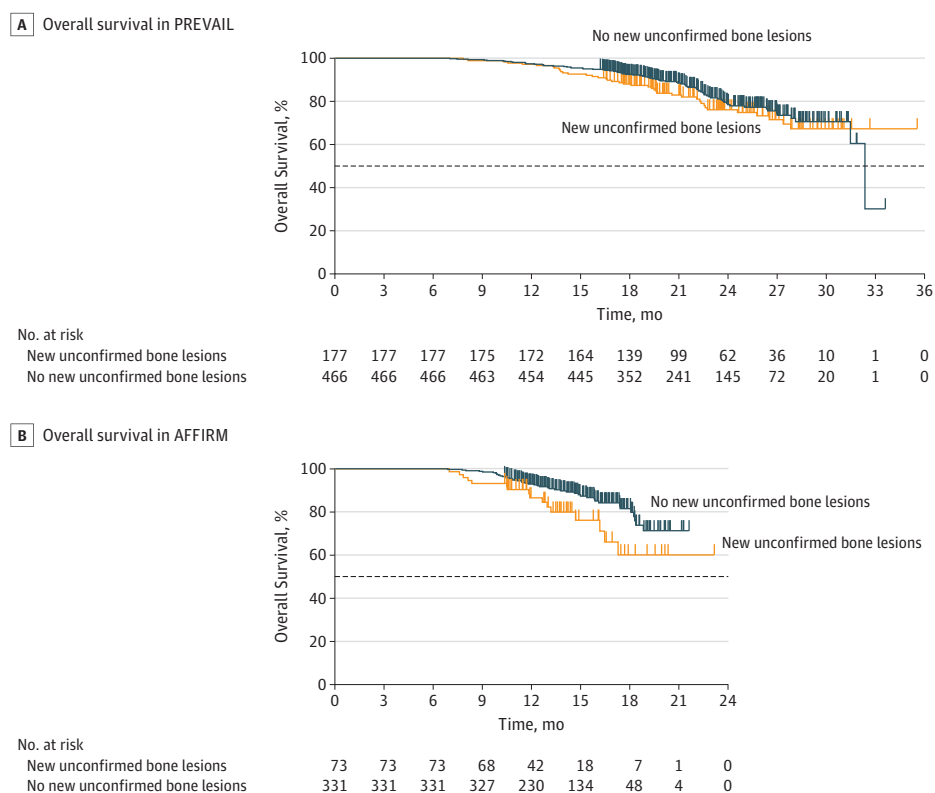 A Overall survival in PREVAIL
No new unconfirmed bone lesions
New unconfirmed bone lesions
Overall Survival, %
100
80
60
40
20
0
0 3 6 9 12 15 18 21 24 27 30 33 36
Time, mo
No. at risk
New unconfirmed bone lesions 177 177 177 175 172 164 139 99 62 36 10 1 0
No new unconfirmed bone lesions 466 466 466 463 454 445 352 241 145 72 20 1 0
B Overall survival in AFFIRM
No new unconfirmed bone lesions
New unconfirmed bone lesions
Overall Survival, %
100
80
60
40
20
0
0 3 6 9 12 15 18 21 24
Time, mo
No. at risk
New unconfirmed bone lesions 73 73 73 68 42 18 7 1 0
No new unconfirmed bone lesions 331 331 331 327 230 134 48 4 0